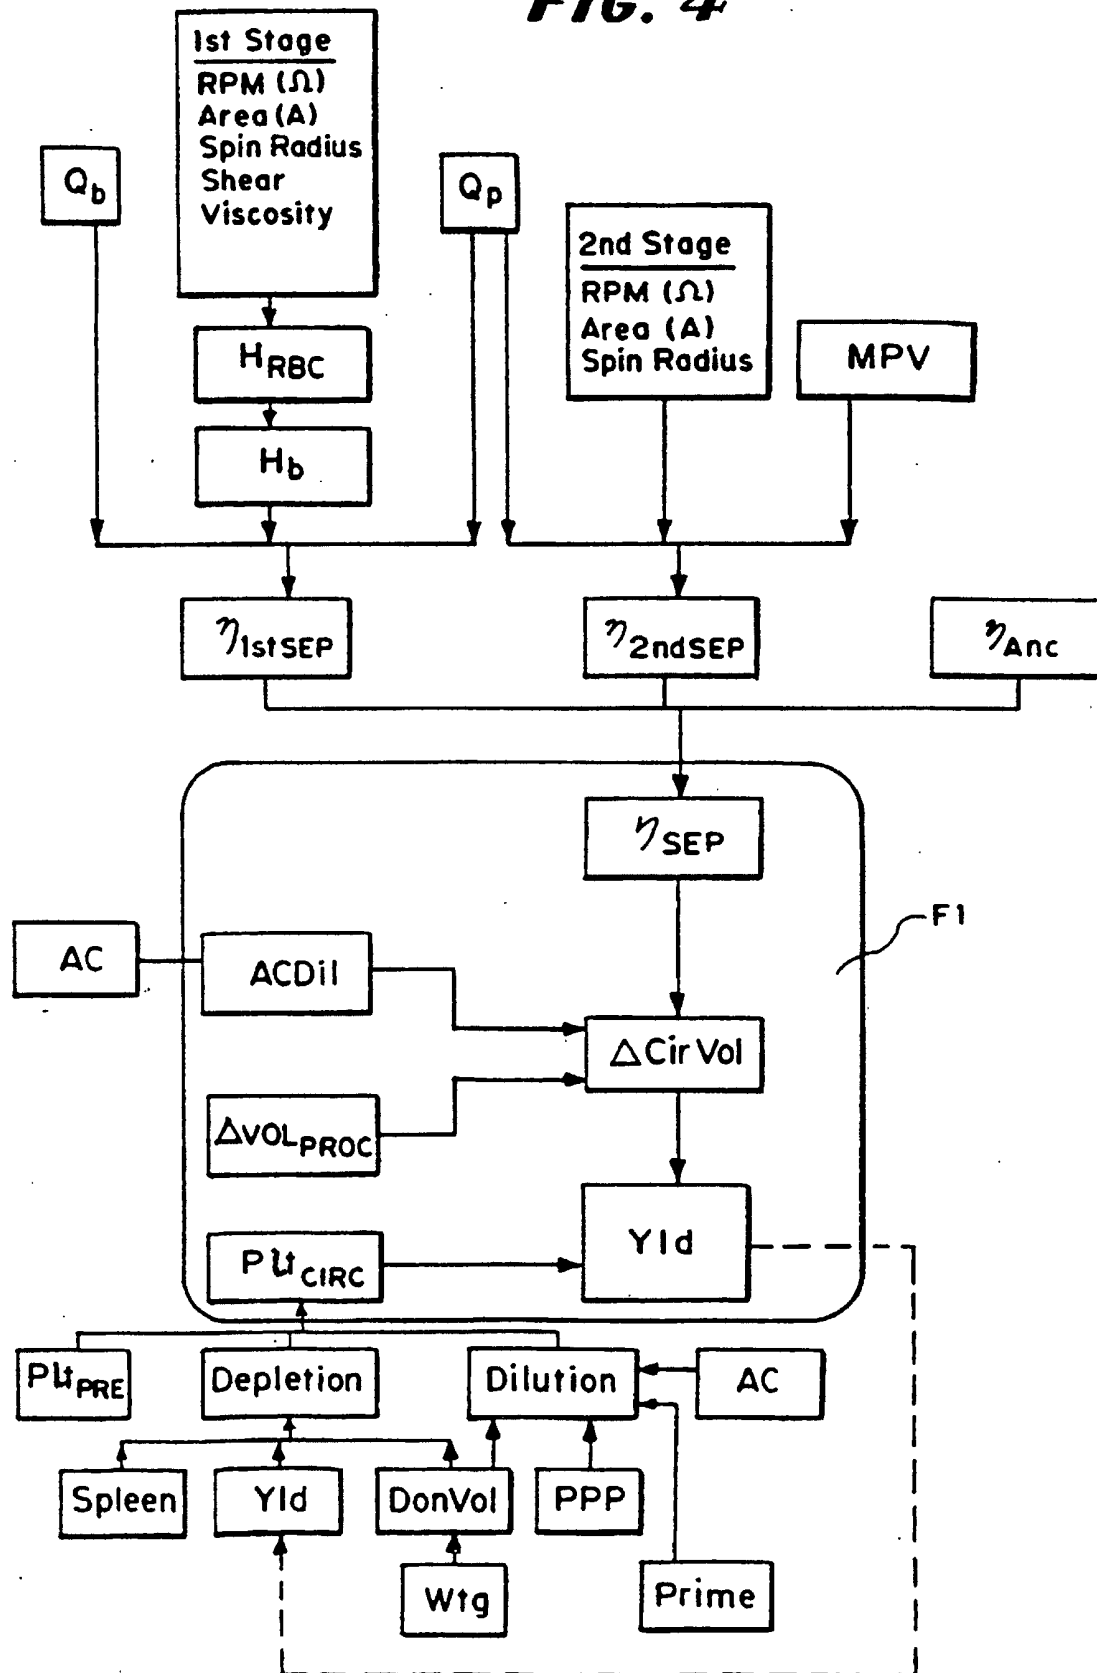 FIG. 4
1st Stage
RPM (Ω)
Area (A)
Spin Radius
Shear
Viscosity
Qb
Qp
2nd Stage
RPM (Ω)
Area (A)
Spin Radius
MPV
HRBC
Hb
η1stSEP
η2ndSEP
ηAnc
ηSEP
F1
AC
ACDil
ΔCirVol
ΔVOLPROC
Yld
PltCIRC
PltPRE
Depletion
Dilution
AC
Spleen
Yld
DonVol
PPP
Wtg
Prime